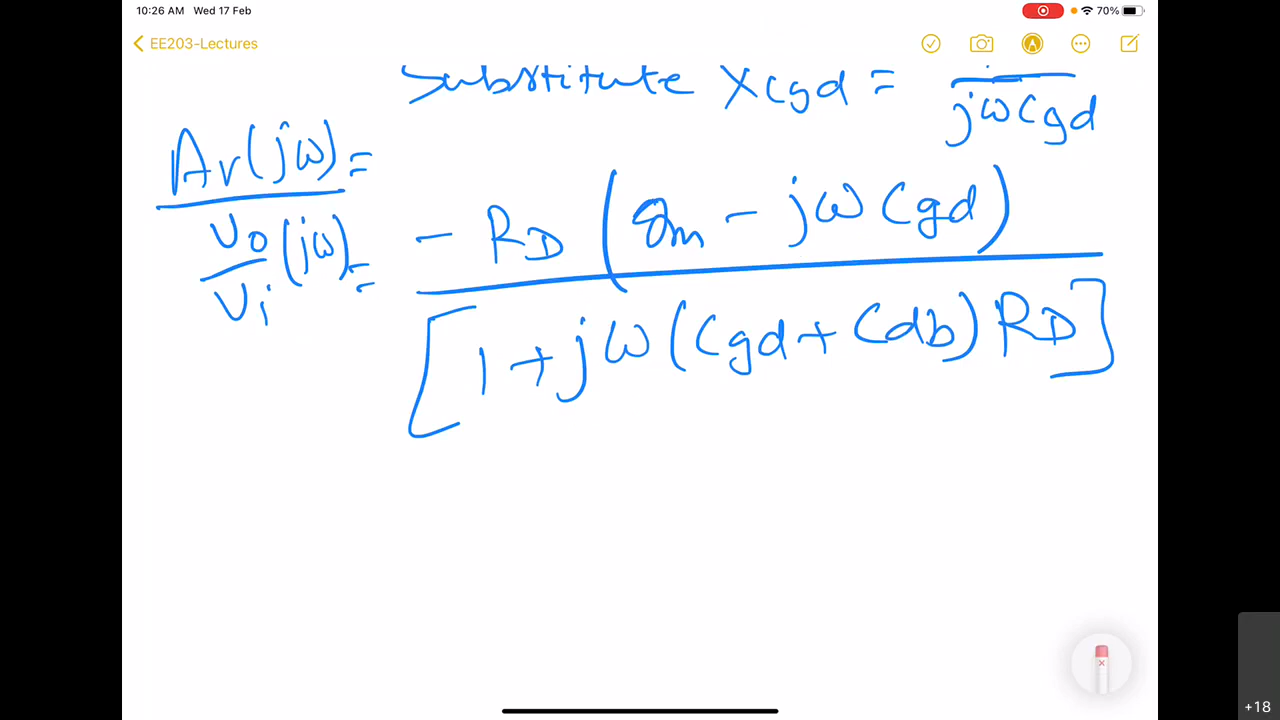 10:26 AM Wed 17 Feb 70%
EE203-Lectures
Substitute XCgd =
jωCgd
Av(jω) =
Vo/Vi (jω) = - RD (gm - jωCgd)
[1 + jω(Cgd + Cdb) RD]
+18